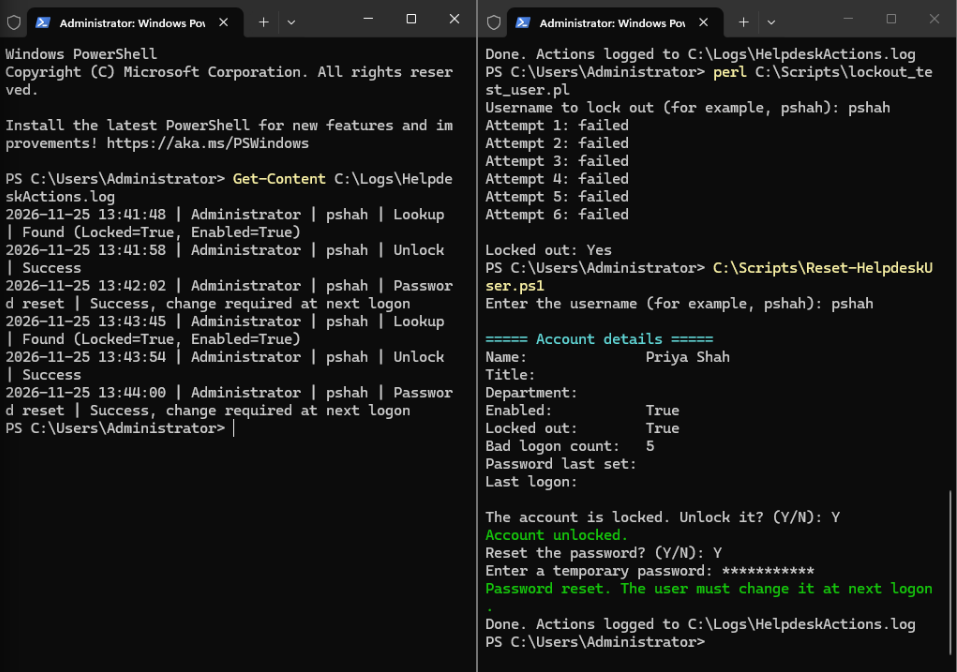 Administrator: Windows Pow
Windows PowerShell
Copyright (C) Microsoft Corporation. All rights reser
ved.
Install the latest PowerShell for new features and im
provements! https://aka.ms/PSWindows
PS C:\Users\Administrator> Get-Content C:\Logs\Helpde
skActions.log
2026-11-25 13:41:48 | Administrator | pshah | Lookup
| Found (Locked=True, Enabled=True)
2026-11-25 13:41:58 | Administrator | pshah | Unlock
| Success
2026-11-25 13:42:02 | Administrator | pshah | Passwor
d reset | Success, change required at next logon
2026-11-25 13:43:45 | Administrator | pshah | Lookup
| Found (Locked=True, Enabled=True)
2026-11-25 13:43:54 | Administrator | pshah | Unlock
| Success
2026-11-25 13:44:00 | Administrator | pshah | Passwor
d reset | Success, change required at next logon
PS C:\Users\Administrator>
Administrator: Windows Pow
Done. Actions logged to C:\Logs\HelpdeskActions.log
PS C:\Users\Administrator> perl C:\Scripts\lockout_te
st_user.pl
Username to lock out (for example, pshah): pshah
Attempt 1: failed
Attempt 2: failed
Attempt 3: failed
Attempt 4: failed
Attempt 5: failed
Attempt 6: failed
Locked out: Yes
PS C:\Users\Administrator> C:\Scripts\Reset-HelpdeskU
ser.ps1
Enter the username (for example, pshah): pshah
===== Account details =====
Name: Priya Shah
Title:
Department:
Enabled: True
Locked out: True
Bad logon count: 5
Password last set:
Last logon:
The account is locked. Unlock it? (Y/N): Y
Account unlocked.
Reset the password? (Y/N): Y
Enter a temporary password: ***********
Password reset. The user must change it at next logon
.
Done. Actions logged to C:\Logs\HelpdeskActions.log
PS C:\Users\Administrator>